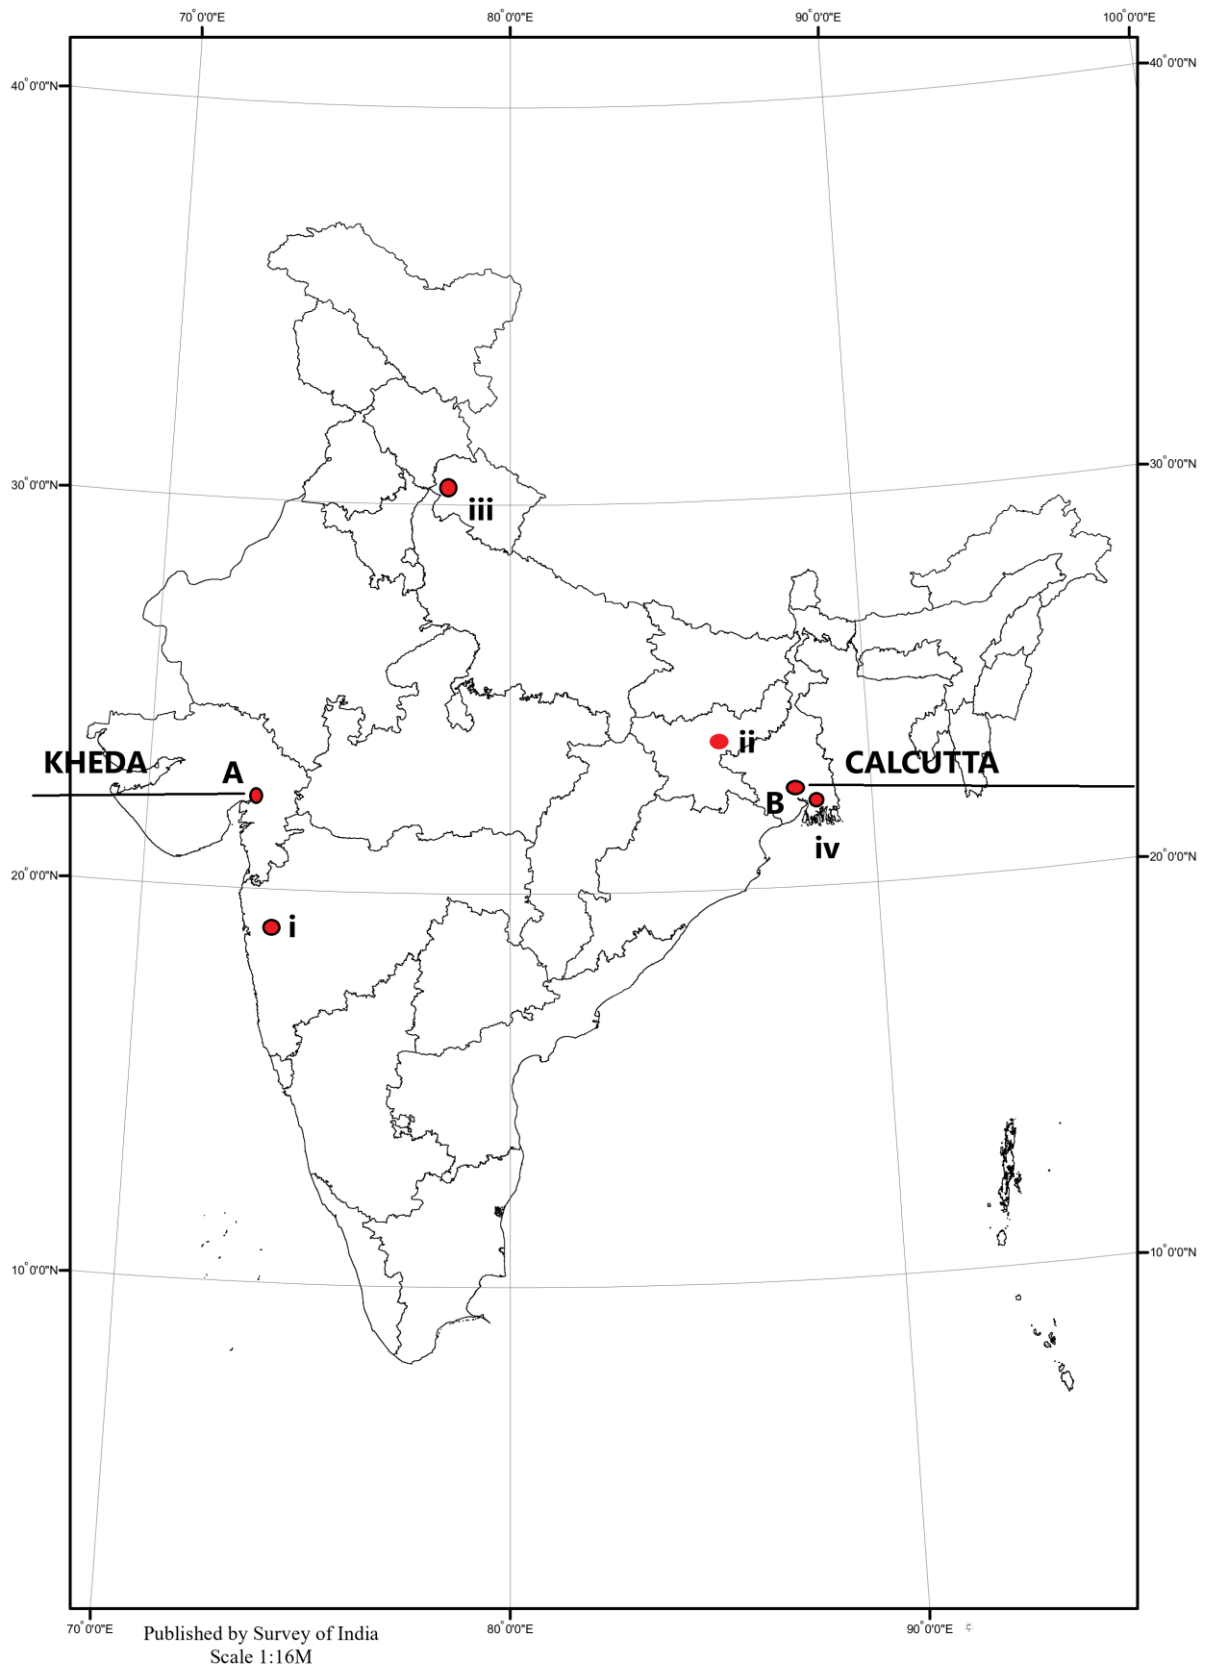 70°0'0"E 80°0'0"E 90°0'0"E 100°0'0"E
40°0'0"N 40°0'0"N
30°0'0"N 30°0'0"N
iii
ii
KHEDA A CALCUTTA
B
iv
20°0'0"N 20°0'0"N
i
10°0'0"N 10°0'0"N
70°0'0"E 80°0'0"E 90°0'0"E
Published by Survey of India
Scale 1:16M